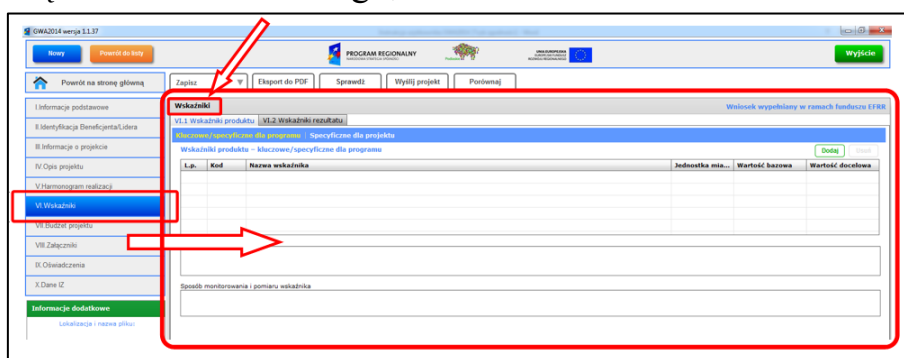 GWA2014 wersja 1.1.37
Nowy Powrót do listy PROGRAM REGIONALNY UNIA EUROPEJSKA Wyjście
Powrót na stronę główną Zapisz Eksport do PDF Sprawdź Wyślij projekt Porównaj
I.Informacje podstawowe Wskaźniki Wniosek wypełniany w ramach funduszu EFRR
VI.1 Wskaźniki produktu VI.2 Wskaźniki rezultatu
II.Identyfikacja Beneficjenta/Lidera Kluczowe/specyficzne dla programu Specyficzne dla projektu
III.Informacje o projekcie Wskaźniki produktu – kluczowe/specyficzne dla programu Dodaj Usuń
IV.Opis projektu L.p. Kod Nazwa wskaźnika Jednostka mia... Wartość bazowa Wartość docelowa
V.Harmonogram realizacji
VI.Wskaźniki
VII.Budżet projektu
VIII.Załączniki
IX.Oświadczenia
X.Dane IZ Sposób monitorowania i pomiaru wskaźnika
Informacje dodatkowe
Lokalizacja i nazwa pliku: